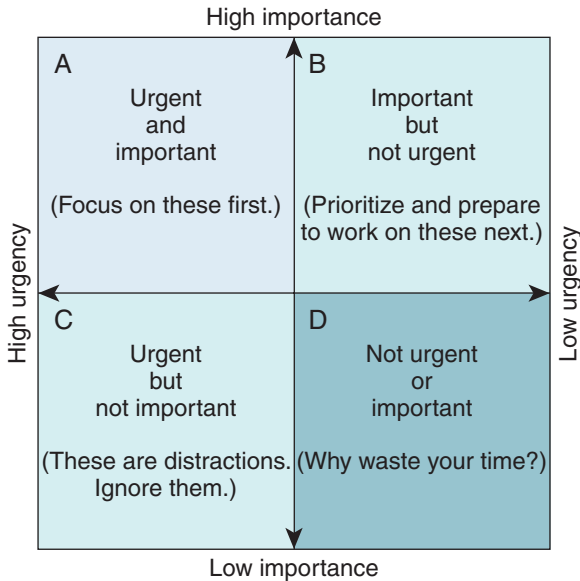 High importance
A
Urgent
and
important
(Focus on these first.)
B
Important
but
not urgent
(Prioritize and prepare
to work on these next.)
High urgency
Low urgency
C
Urgent
but
not important
(These are distractions.
Ignore them.)
D
Not urgent
or
important
(Why waste your time?)
Low importance